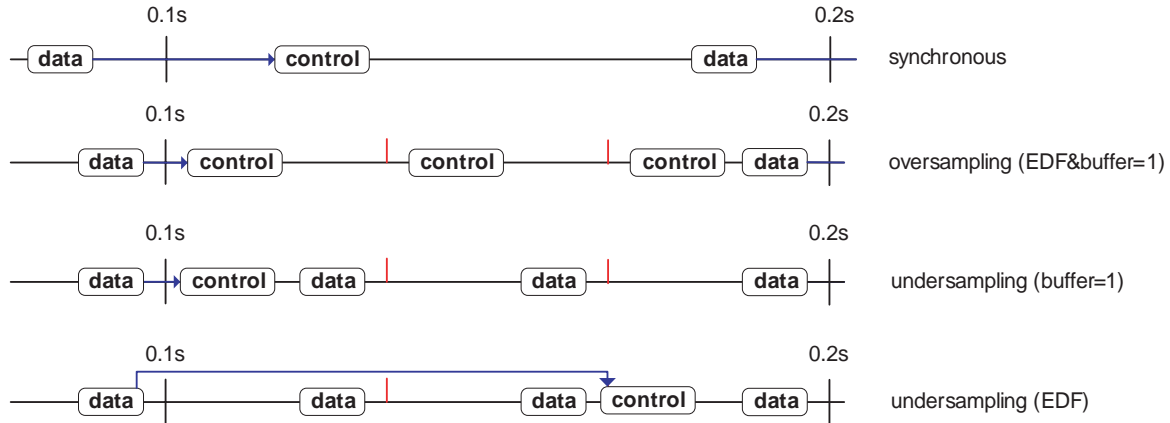 0.1s 0.2s
data control data synchronous
0.1s 0.2s
data control control control data oversampling (EDF&buffer=1)
0.1s 0.2s
data control data data data undersampling (buffer=1)
0.1s 0.2s
data data data control data undersampling (EDF)